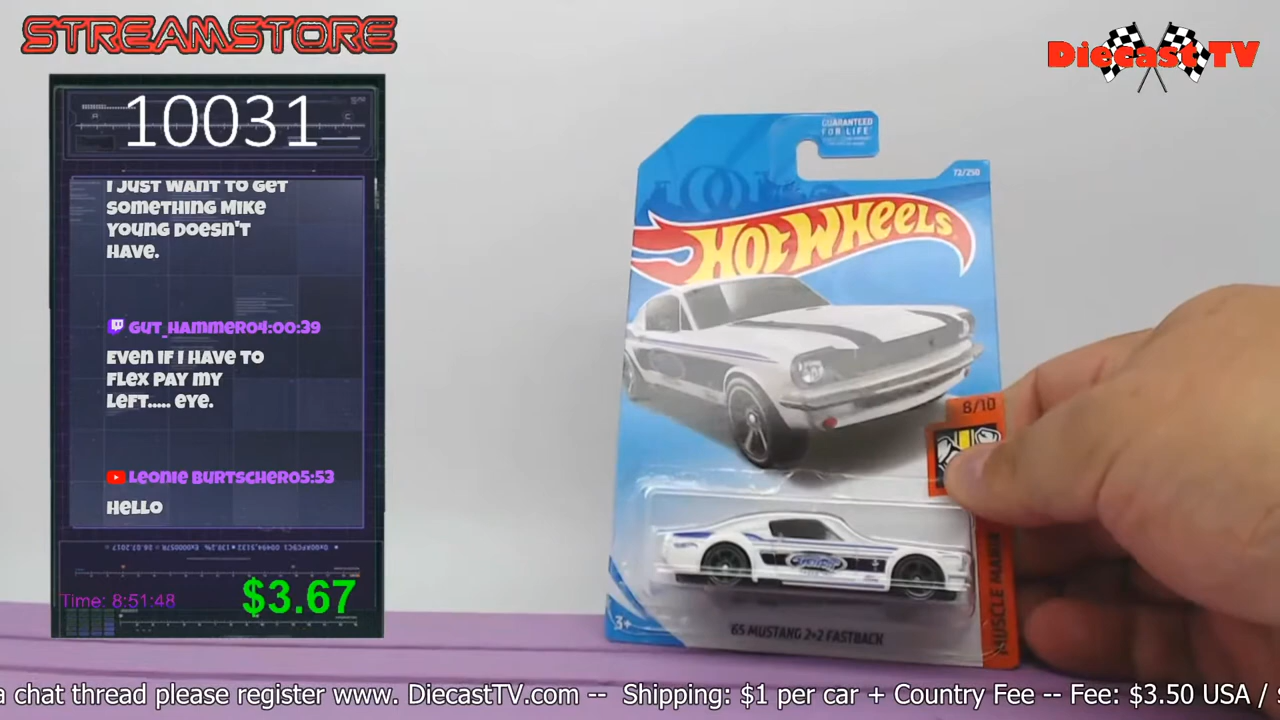 STREAMSTORE
Diecast TV
10031
I just want to get
something Mike
Young doesn't
have.
Gut_Hammer04:00:39
Even if I have to
flex pay my
left..... eye.
Leonie Burtscher05:53
Hello
Time: 8:51:48
$3.67
GUARANTEED
FOR LIFE
72/250
HOT WHEELS
8/10
3+
'65 MUSTANG 2+2 FASTBACK
MUSCLE MANIA
a chat thread please register www. DiecastTV.com -- Shipping: $1 per car + Country Fee -- Fee: $3.50 USA /